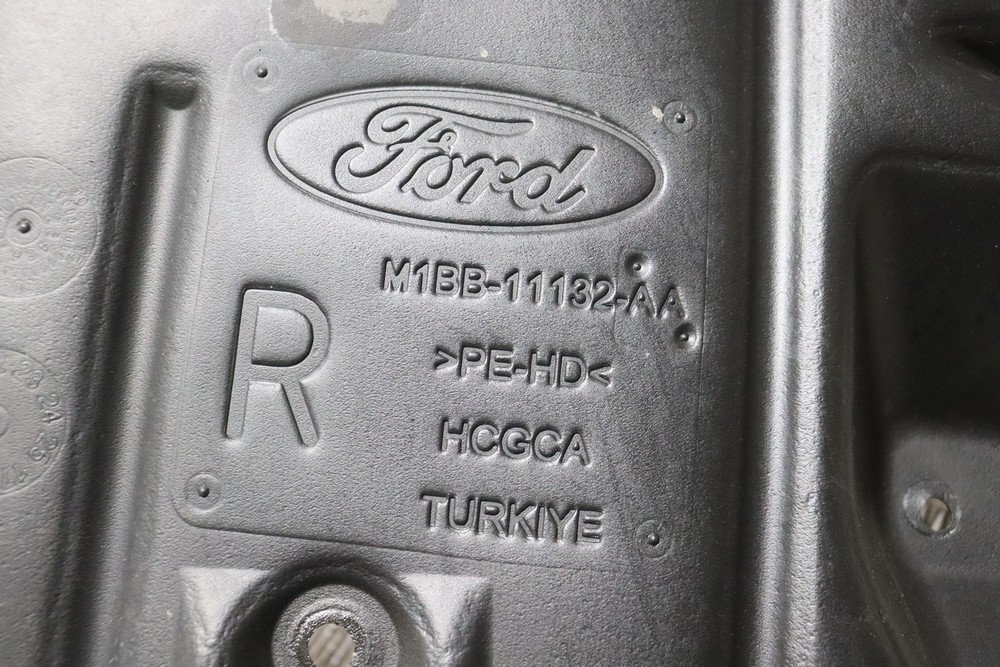 Ford
M1BB-11132-AA
R
>PE-HD<
HCGCA
TURKIYE